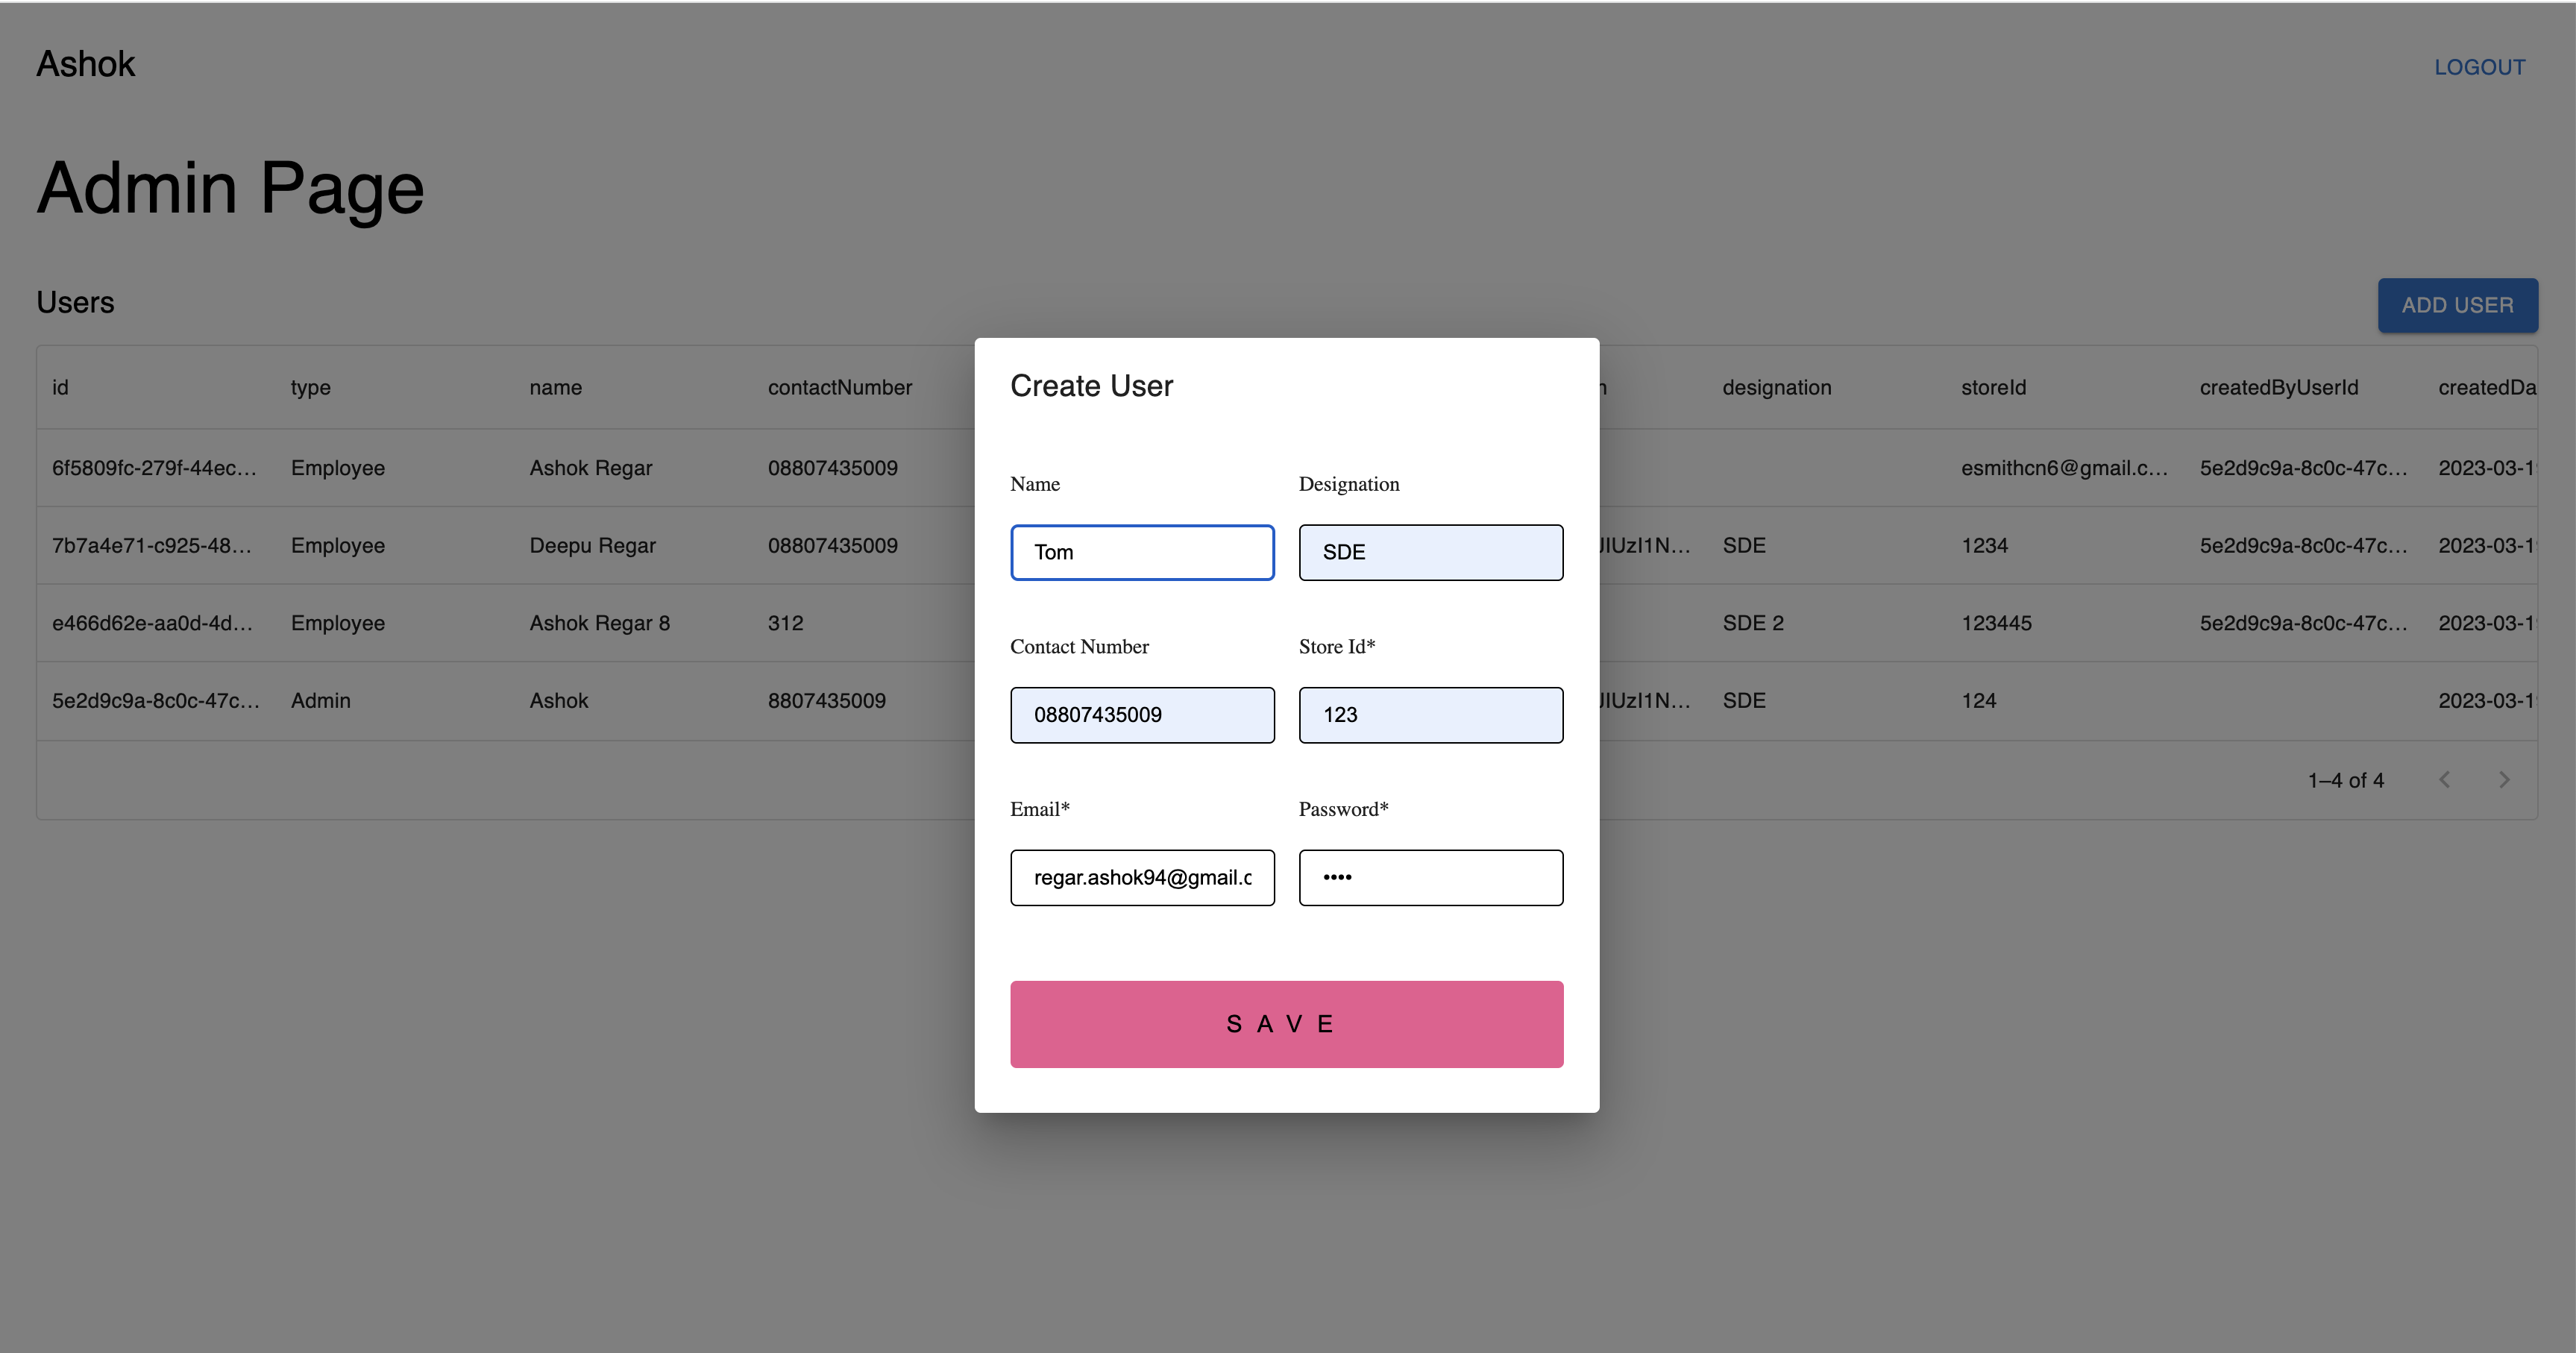 Ashok LOGOUT
Admin Page
Users ADD USER
id type name contactNumber designation storeId createdByUserId createdDa
6f5809fc-279f-44ec... Employee Ashok Regar 08807435009 esmithcn6@gmail.c... 5e2d9c9a-8c0c-47c... 2023-03-1
7b7a4e71-c925-48... Employee Deepu Regar 08807435009 JIUzI1N... SDE 1234 5e2d9c9a-8c0c-47c... 2023-03-1
e466d62e-aa0d-4d... Employee Ashok Regar 8 312 SDE 2 123445 5e2d9c9a-8c0c-47c... 2023-03-1
5e2d9c9a-8c0c-47c... Admin Ashok 8807435009 JIUzI1N... SDE 124 2023-03-1
1–4 of 4
Create User
Name Designation
Tom SDE
Contact Number Store Id*
08807435009 123
Email* Password*
regar.ashok94@gmail.c ••••
SAVE